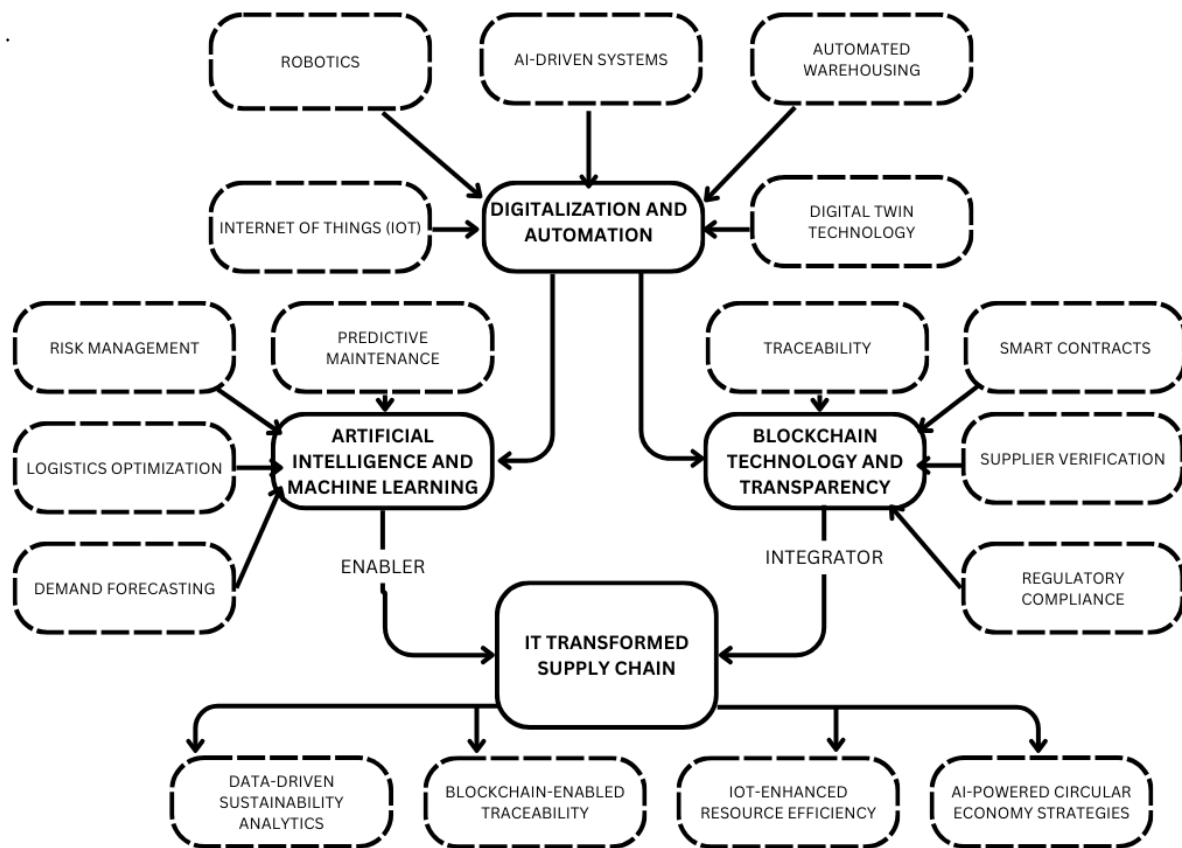 ROBOTICS
AI-DRIVEN SYSTEMS
AUTOMATED
WAREHOUSING
INTERNET OF THINGS (IOT)
DIGITALIZATION AND
AUTOMATION
DIGITAL TWIN
TECHNOLOGY
RISK MANAGEMENT
PREDICTIVE
MAINTENANCE
TRACEABILITY
SMART CONTRACTS
LOGISTICS OPTIMIZATION
ARTIFICIAL
INTELLIGENCE AND
MACHINE LEARNING
BLOCKCHAIN
TECHNOLOGY AND
TRANSPARENCY
SUPPLIER VERIFICATION
DEMAND FORECASTING
ENABLER
INTEGRATOR
REGULATORY
COMPLIANCE
IT TRANSFORMED
SUPPLY CHAIN
DATA-DRIVEN
SUSTAINABILITY
ANALYTICS
BLOCKCHAIN-ENABLED
TRACEABILITY
IOT-ENHANCED
RESOURCE EFFICIENCY
AI-POWERED CIRCULAR
ECONOMY STRATEGIES